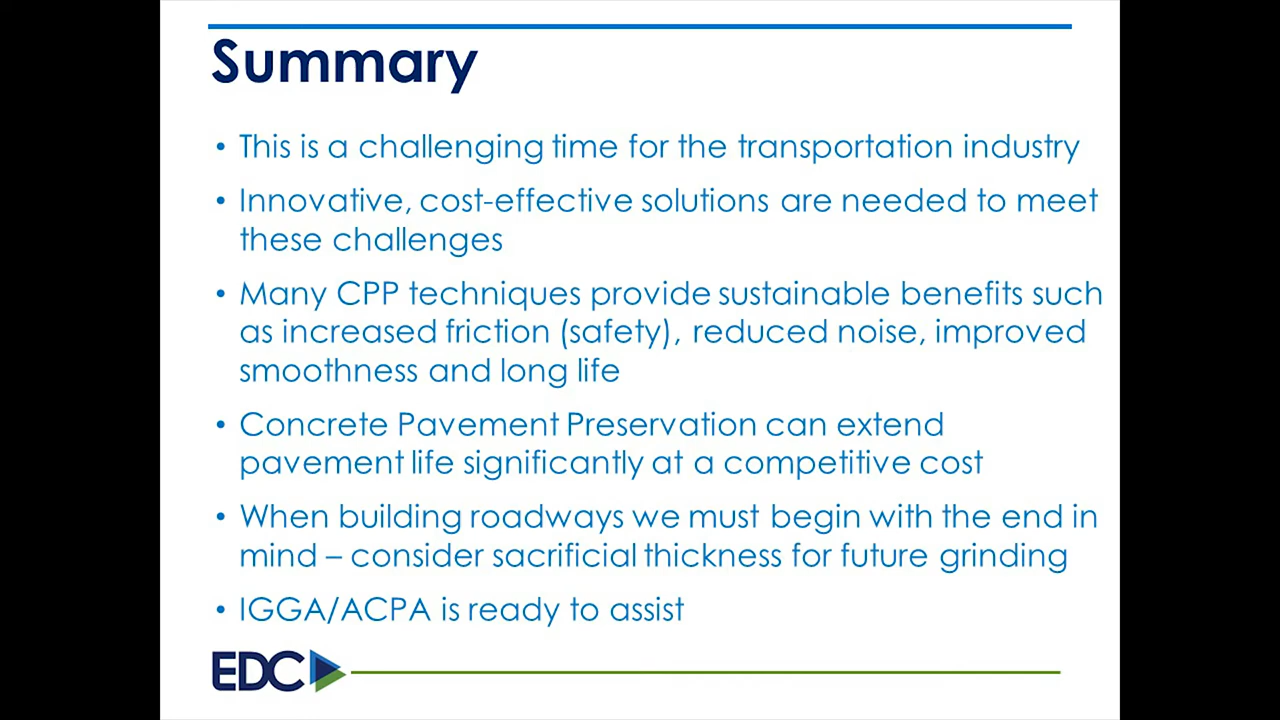 Summary
• This is a challenging time for the transportation industry
• Innovative, cost-effective solutions are needed to meet
these challenges
• Many CPP techniques provide sustainable benefits such
as increased friction (safety), reduced noise, improved
smoothness and long life
• Concrete Pavement Preservation can extend
pavement life significantly at a competitive cost
• When building roadways we must begin with the end in
mind – consider sacrificial thickness for future grinding
• IGGA/ACPA is ready to assist
EDC